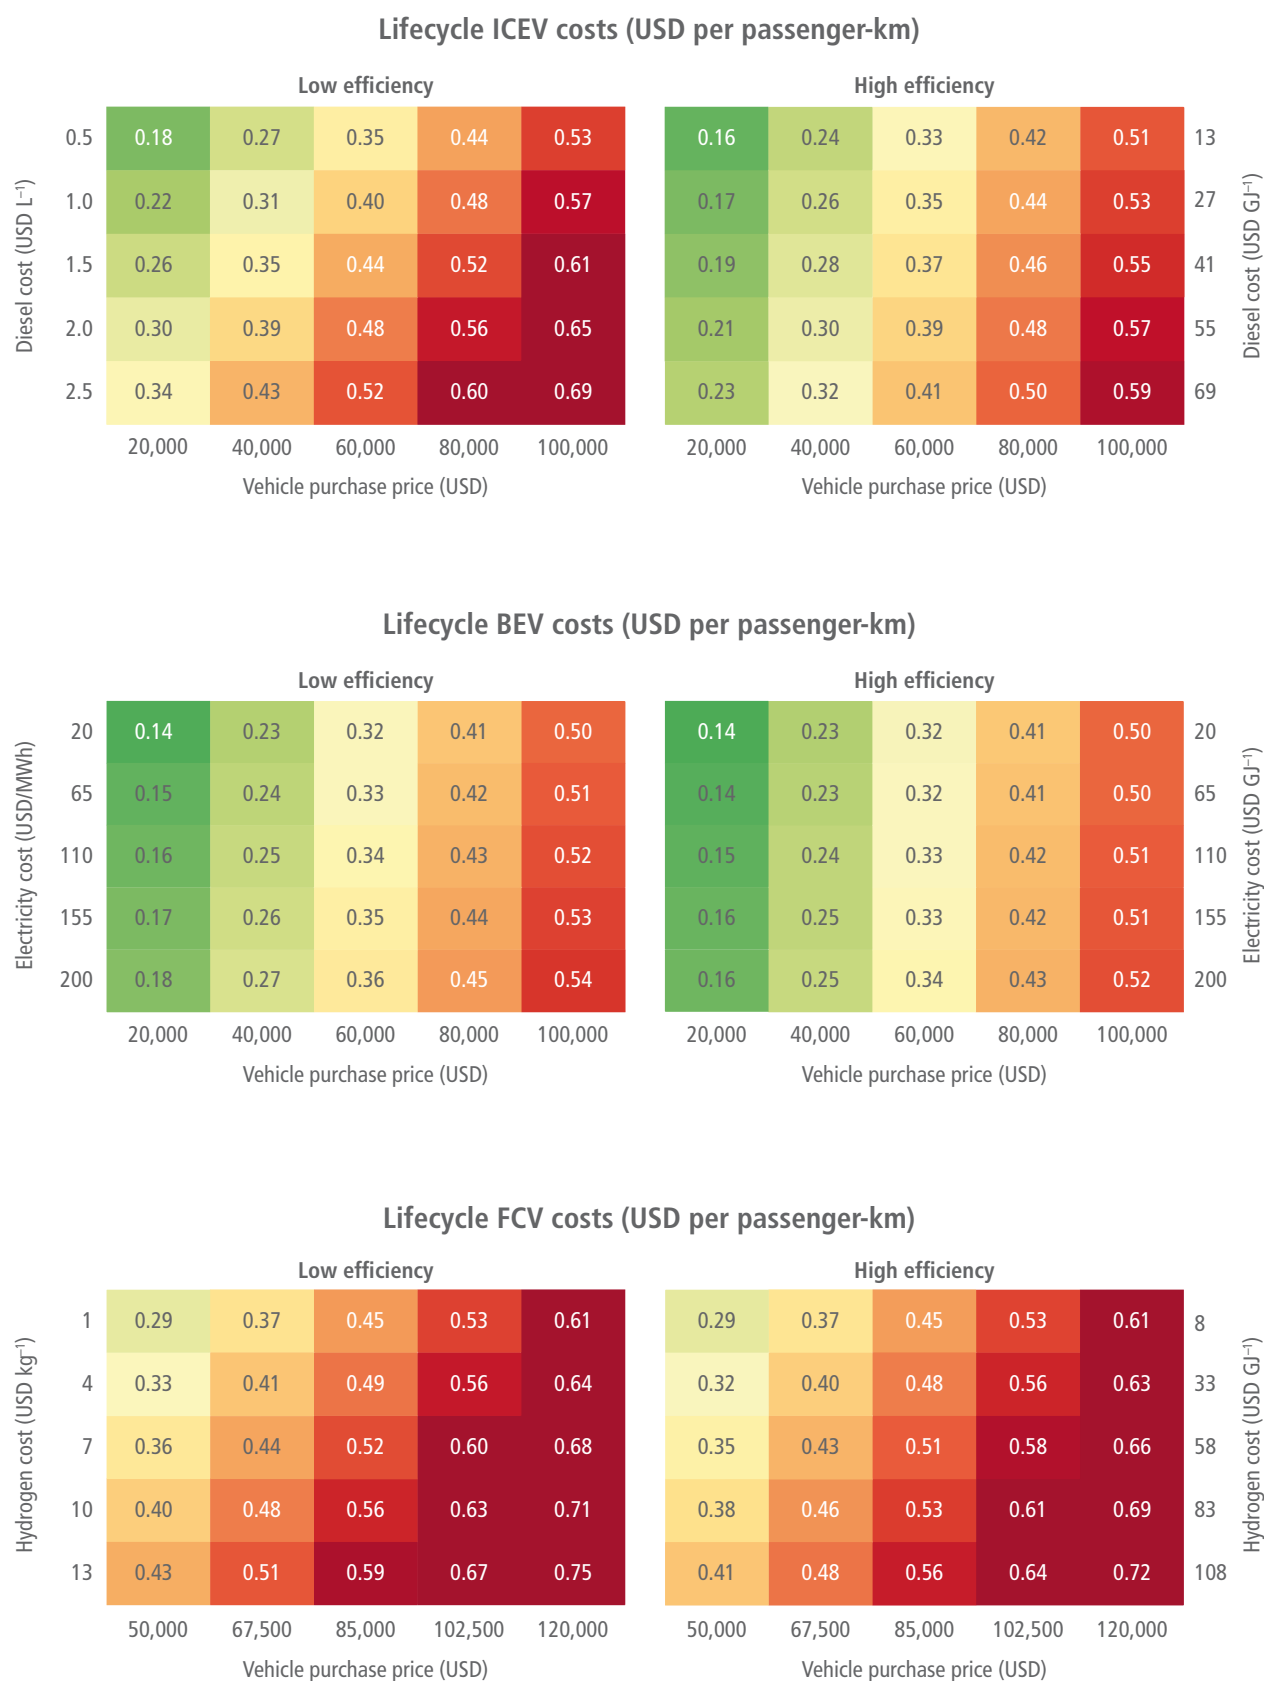 Lifecycle ICEV costs (USD per passenger-km)
Low efficiency High efficiency
Diesel cost (USD L⁻¹)
0.5 0.18 0.27 0.35 0.44 0.53 0.16 0.24 0.33 0.42 0.51 13
1.0 0.22 0.31 0.40 0.48 0.57 0.17 0.26 0.35 0.44 0.53 27
1.5 0.26 0.35 0.44 0.52 0.61 0.19 0.28 0.37 0.46 0.55 41
2.0 0.30 0.39 0.48 0.56 0.65 0.21 0.30 0.39 0.48 0.57 55
2.5 0.34 0.43 0.52 0.60 0.69 0.23 0.32 0.41 0.50 0.59 69
Diesel cost (USD GJ⁻¹)
20,000 40,000 60,000 80,000 100,000 20,000 40,000 60,000 80,000 100,000
Vehicle purchase price (USD) Vehicle purchase price (USD)
Lifecycle BEV costs (USD per passenger-km)
Low efficiency High efficiency
Electricity cost (USD/MWh)
20 0.14 0.23 0.32 0.41 0.50 0.14 0.23 0.32 0.41 0.50 20
65 0.15 0.24 0.33 0.42 0.51 0.14 0.23 0.32 0.41 0.50 65
110 0.16 0.25 0.34 0.43 0.52 0.15 0.24 0.33 0.42 0.51 110
155 0.17 0.26 0.35 0.44 0.53 0.16 0.25 0.33 0.42 0.51 155
200 0.18 0.27 0.36 0.45 0.54 0.16 0.25 0.34 0.43 0.52 200
Electricity cost (USD GJ⁻¹)
20,000 40,000 60,000 80,000 100,000 20,000 40,000 60,000 80,000 100,000
Vehicle purchase price (USD) Vehicle purchase price (USD)
Lifecycle FCV costs (USD per passenger-km)
Low efficiency High efficiency
Hydrogen cost (USD kg⁻¹)
1 0.29 0.37 0.45 0.53 0.61 0.29 0.37 0.45 0.53 0.61 8
4 0.33 0.41 0.49 0.56 0.64 0.32 0.40 0.48 0.56 0.63 33
7 0.36 0.44 0.52 0.60 0.68 0.35 0.43 0.51 0.58 0.66 58
10 0.40 0.48 0.56 0.63 0.71 0.38 0.46 0.53 0.61 0.69 83
13 0.43 0.51 0.59 0.67 0.75 0.41 0.48 0.56 0.64 0.72 108
Hydrogen cost (USD GJ⁻¹)
50,000 67,500 85,000 102,500 120,000 50,000 67,500 85,000 102,500 120,000
Vehicle purchase price (USD) Vehicle purchase price (USD)